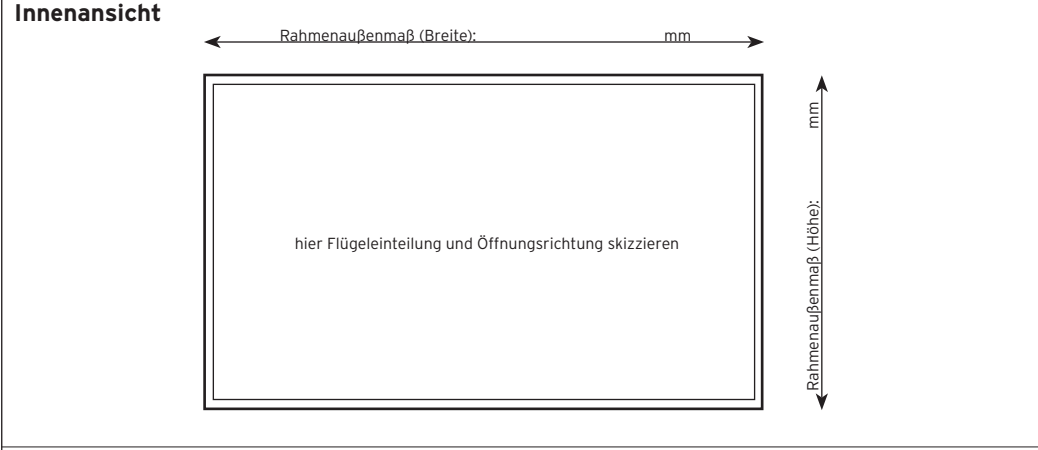 Innenansicht
Rahmenaußenmaß (Breite): mm
hier Flügeleinteilung und Öffnungsrichtung skizzieren
Rahmenaußenmaß (Höhe): mm